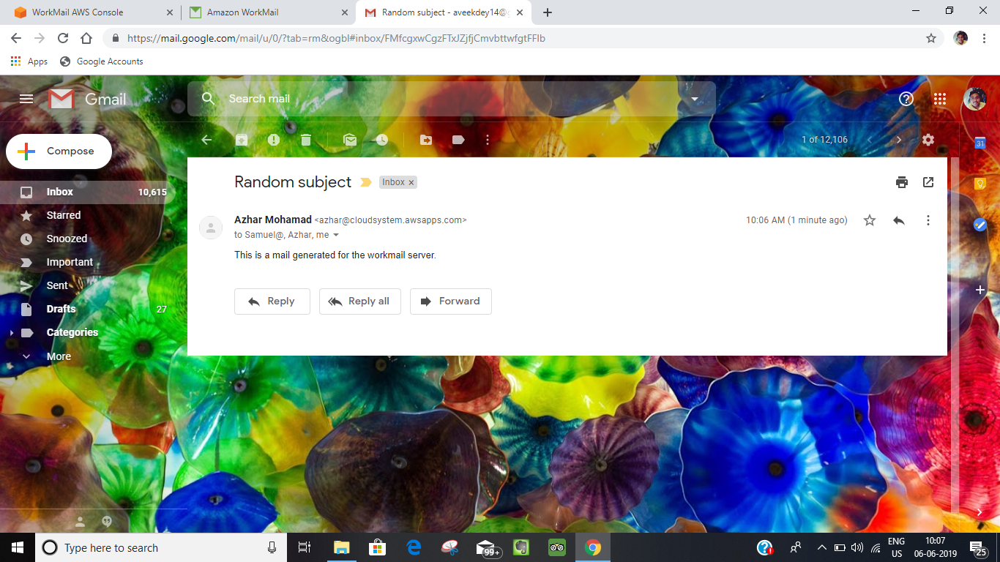 WorkMail AWS Console
Amazon WorkMail
Random subject - aveekdey14@g
https://mail.google.com/mail/u/0/?tab=rm&ogbl#inbox/FMfcgxwCgzFTxJZjfjCmvbttwfgtFFlb
Apps
Google Accounts
Gmail
Search mail
Compose
1 of 12,106
31
Inbox 10,615
Starred
Snoozed
Important
Sent
Drafts 27
Categories
More
Random subject
Inbox x
Azhar Mohamad <azhar@cloudsystem.awsapps.com>
10:06 AM (1 minute ago)
to Samuel@, Azhar, me
This is a mail generated for the workmail server.
Reply
Reply all
Forward
Type here to search
99+
ENG
US
10:07
06-06-2019
25